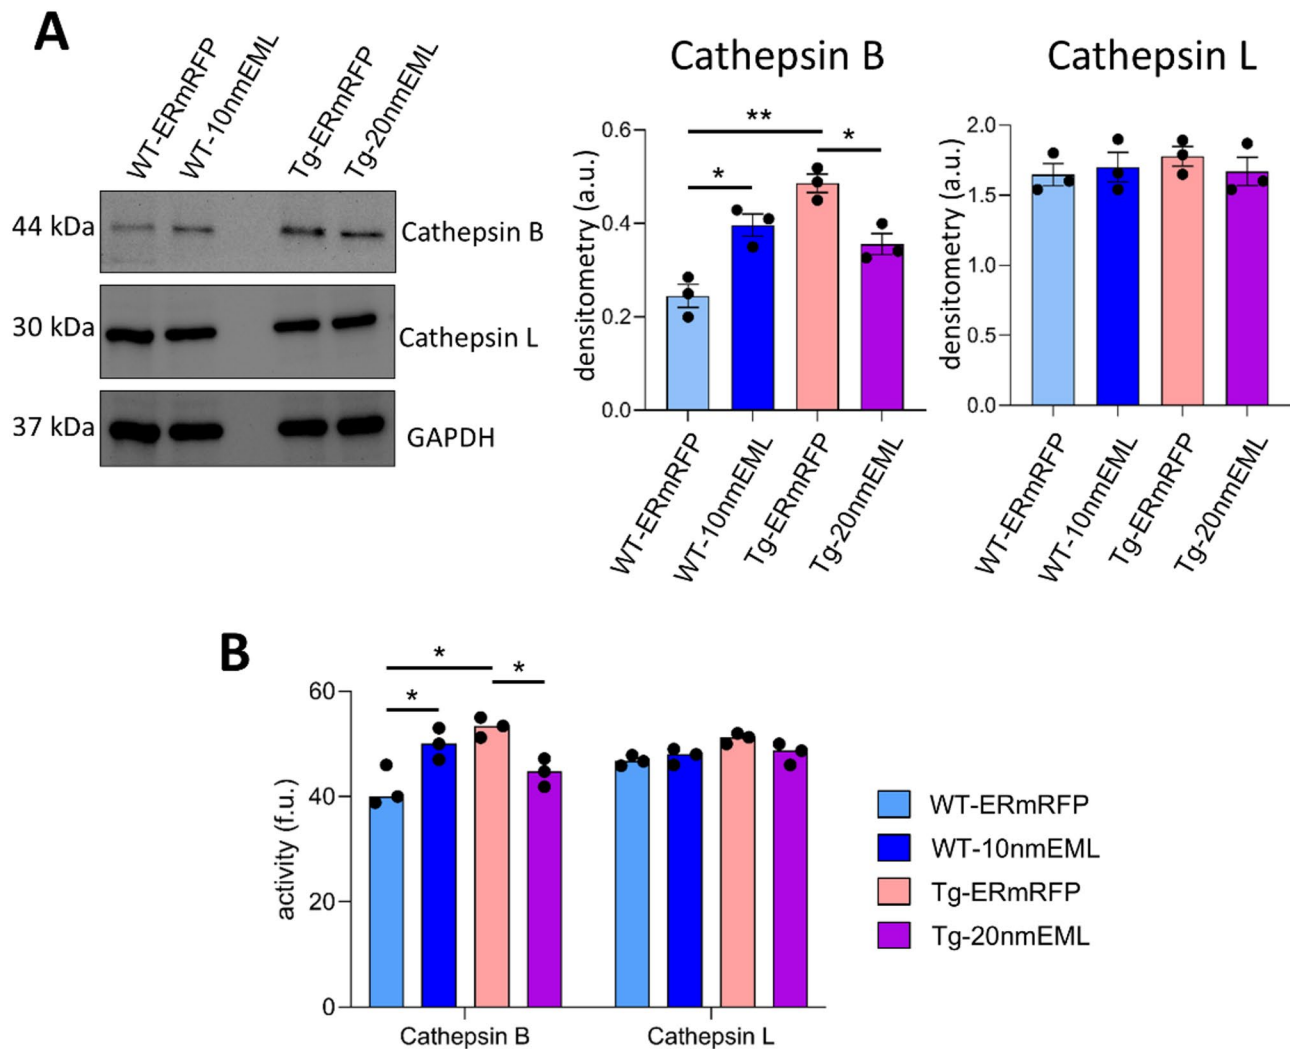 A
WT-ERmRFP
WT-10nmEML
Tg-ERmRFP
Tg-20nmEML
44 kDa
Cathepsin B
30 kDa
Cathepsin L
37 kDa
GAPDH
Cathepsin B
densitometry (a.u.)
0.6
0.4
0.2
0.0
**
*
*
WT-ERmRFP
WT-10nmEML
Tg-ERmRFP
Tg-20nmEML
Cathepsin L
densitometry (a.u.)
2.0
1.5
1.0
0.5
0.0
WT-ERmRFP
WT-10nmEML
Tg-ERmRFP
Tg-20nmEML
B
activity (f.u.)
60
40
20
0
*
*
*
Cathepsin B
Cathepsin L
WT-ERmRFP
WT-10nmEML
Tg-ERmRFP
Tg-20nmEML